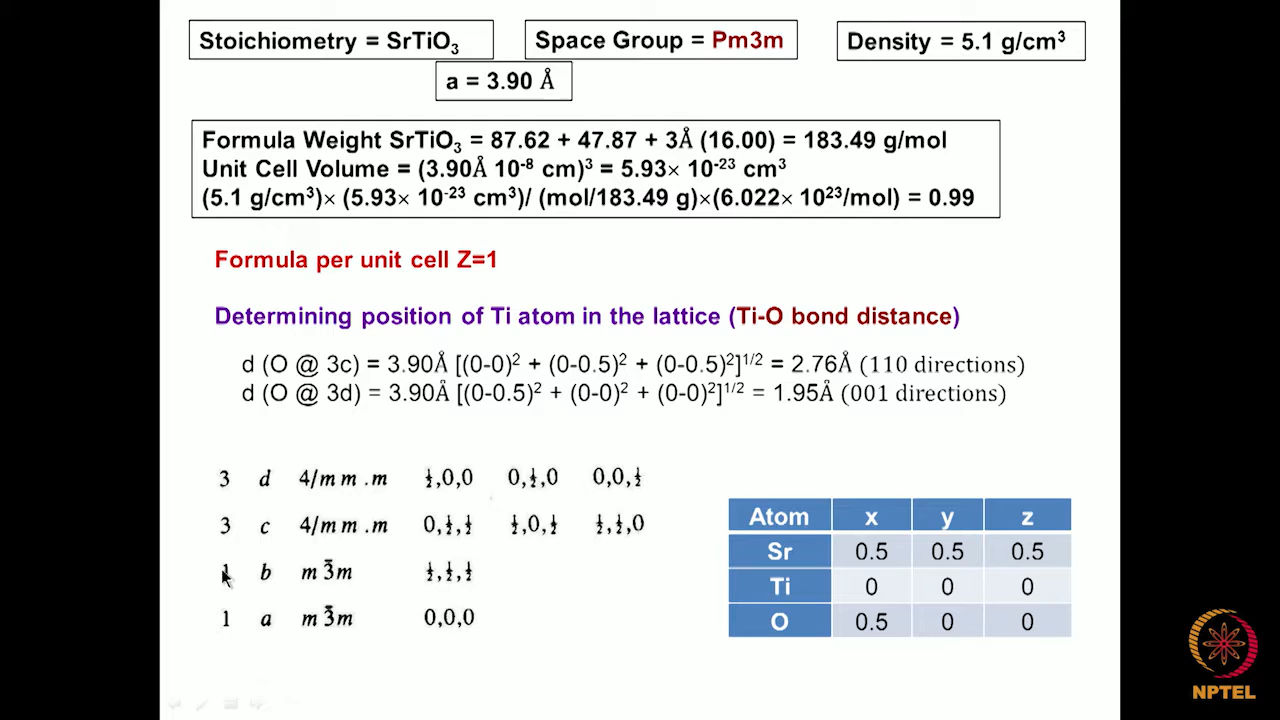 Stoichiometry = SrTiO₃
Space Group = Pm3m
Density = 5.1 g/cm³
a = 3.90 Å
Formula Weight SrTiO₃ = 87.62 + 47.87 + 3Å (16.00) = 183.49 g/mol
Unit Cell Volume = (3.90Å 10⁻⁸ cm)³ = 5.93× 10⁻²³ cm³
(5.1 g/cm³)× (5.93× 10⁻²³ cm³)/ (mol/183.49 g)×(6.022× 10²³/mol) = 0.99
Formula per unit cell Z=1
Determining position of Ti atom in the lattice (Ti-O bond distance)
d (O @ 3c) = 3.90Å [(0-0)² + (0-0.5)² + (0-0.5)²]¹ᐟ² = 2.76Å (110 directions)
d (O @ 3d) = 3.90Å [(0-0.5)² + (0-0)² + (0-0)²]¹ᐟ² = 1.95Å (001 directions)
3 d 4/m m . m ½,0,0 0,½,0 0,0,½
3 c 4/m m . m 0,½,½ ½,0,½ ½,½,0
1 b m 3̄ m ½,½,½
1 a m 3̄ m 0,0,0
Atom x y z
Sr 0.5 0.5 0.5
Ti 0 0 0
O 0.5 0 0
NPTEL